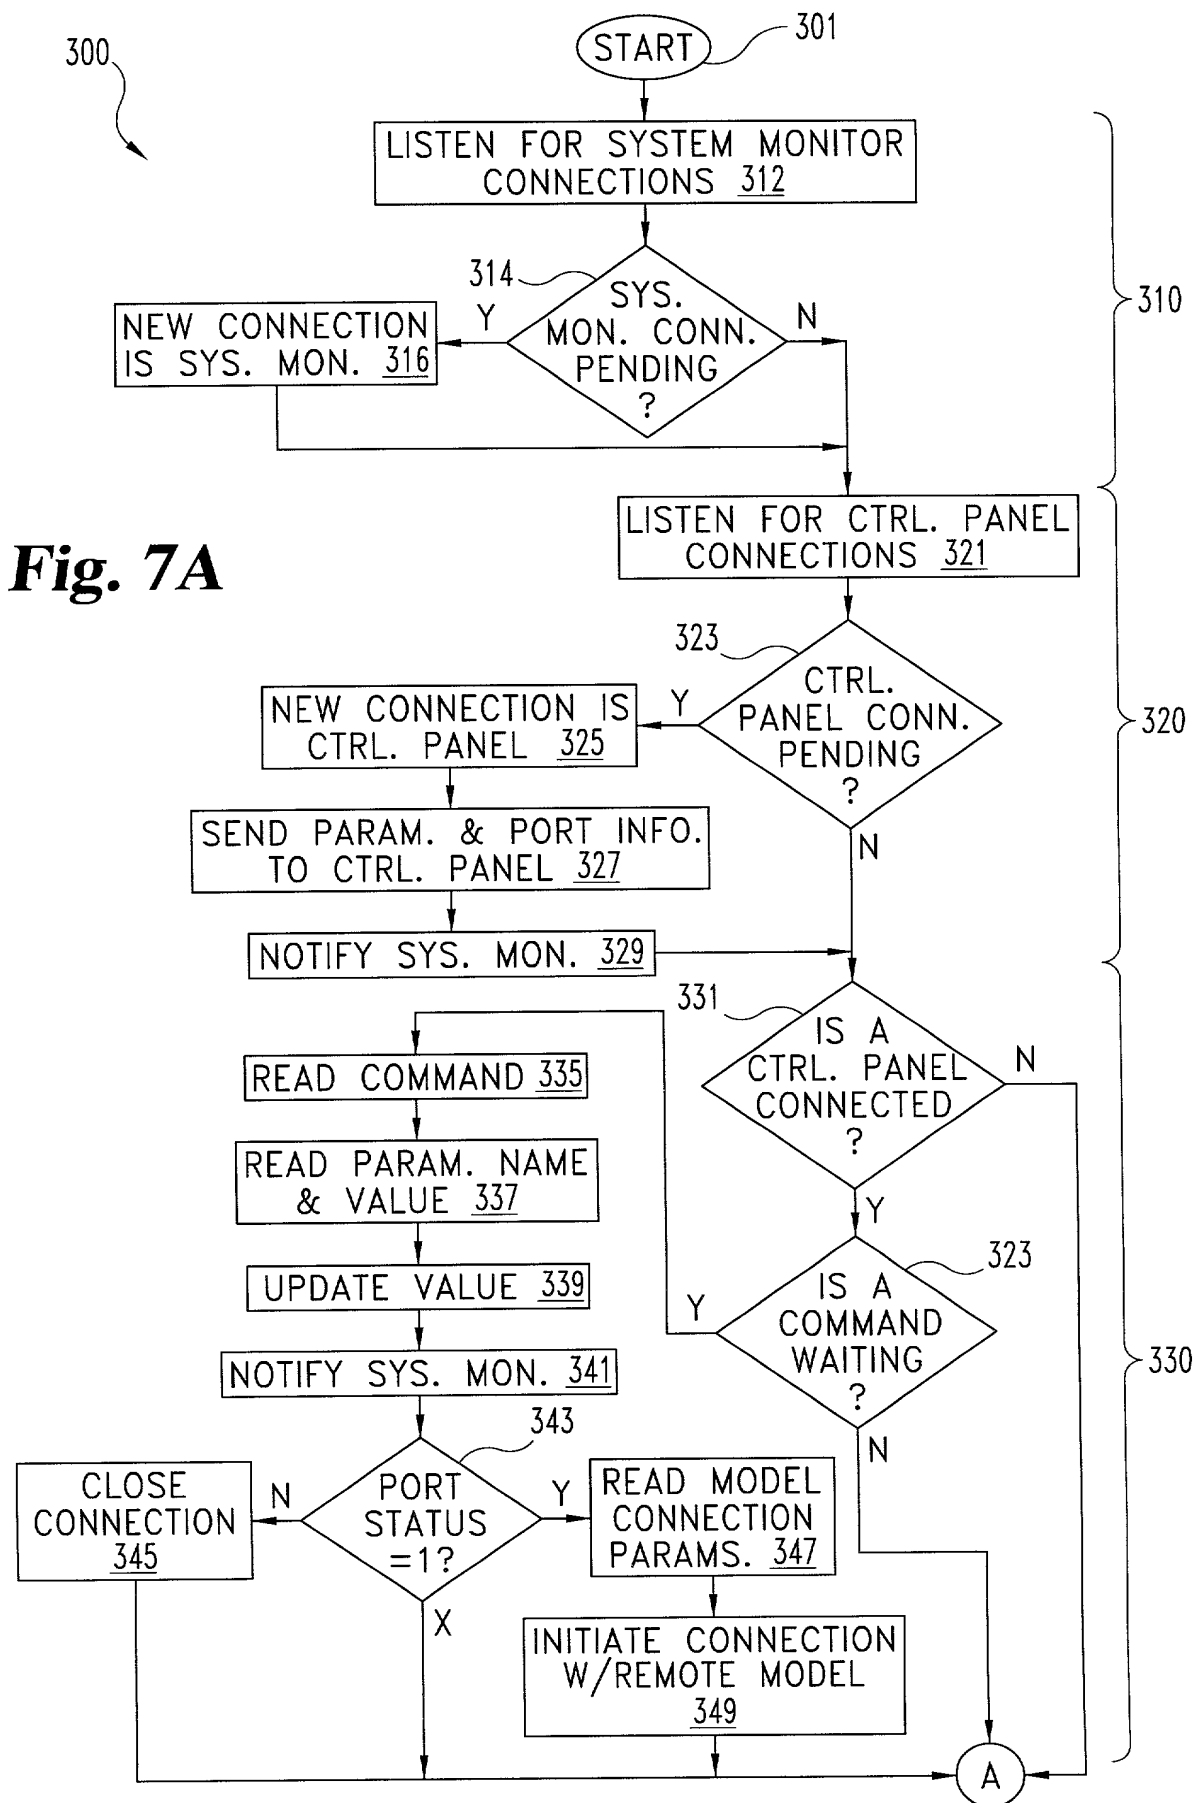 300
START
301
LISTEN FOR SYSTEM MONITOR
CONNECTIONS 312
314
SYS.
MON. CONN.
PENDING
?
Y
N
NEW CONNECTION
IS SYS. MON. 316
310
LISTEN FOR CTRL. PANEL
CONNECTIONS 321
Fig. 7A
323
CTRL.
PANEL CONN.
PENDING
?
Y
N
NEW CONNECTION IS
CTRL. PANEL 325
320
SEND PARAM. & PORT INFO.
TO CTRL. PANEL 327
NOTIFY SYS. MON. 329
331
IS A
CTRL. PANEL
CONNECTED
?
N
Y
READ COMMAND 335
READ PARAM. NAME
& VALUE 337
323
IS A
COMMAND
WAITING
?
Y
N
UPDATE VALUE 339
NOTIFY SYS. MON. 341
330
343
PORT
STATUS
=1?
N
Y
X
CLOSE
CONNECTION
345
READ MODEL
CONNECTION
PARAMS. 347
INITIATE CONNECTION
W/REMOTE MODEL
349
A